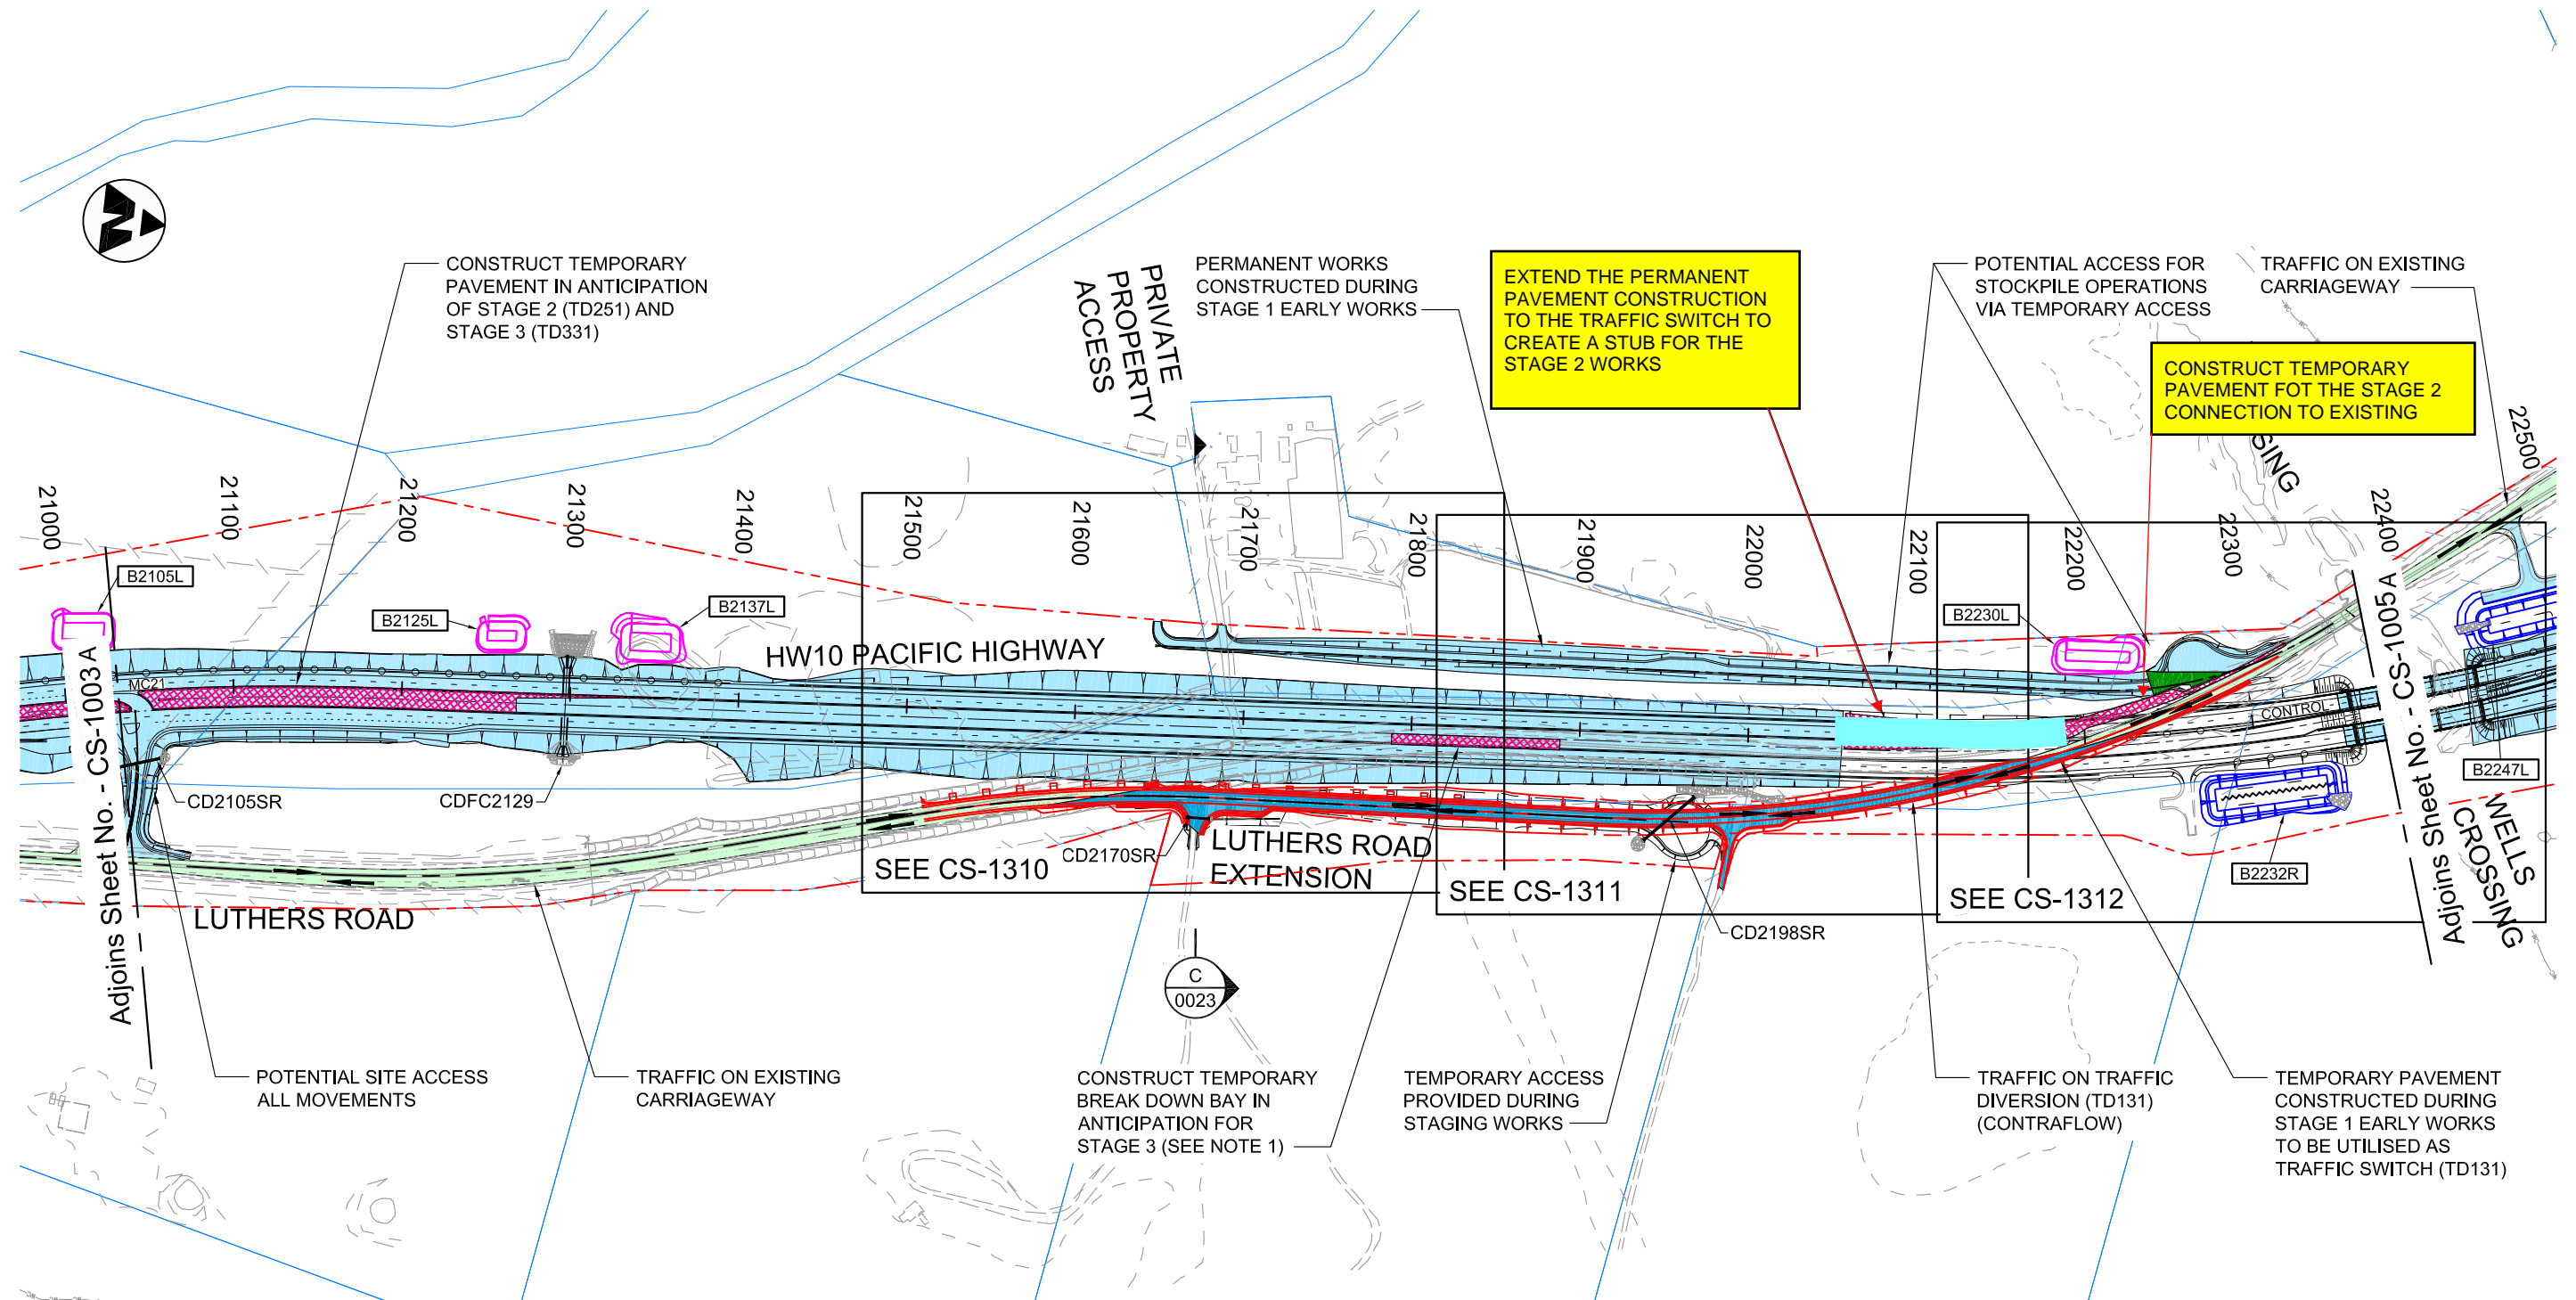 CONSTRUCT TEMPORARY
PAVEMENT IN ANTICIPATION
OF STAGE 2 (TD251) AND
STAGE 3 (TD331)
PRIVATE
PROPERTY
ACCESS
PERMANENT WORKS
CONSTRUCTED DURING
STAGE 1 EARLY WORKS
EXTEND THE PERMANENT
PAVEMENT CONSTRUCTION
TO THE TRAFFIC SWITCH TO
CREATE A STUB FOR THE
STAGE 2 WORKS
POTENTIAL ACCESS FOR
STOCKPILE OPERATIONS
VIA TEMPORARY ACCESS
TRAFFIC ON EXISTING
CARRIAGEWAY
CONSTRUCT TEMPORARY
PAVEMENT FOT THE STAGE 2
CONNECTION TO EXISTING
SING
21000
21100
21200
21300
21400
21500
21600
21700
21800
21900
22000
22100
22200
22300
22400
22500
B2105L
B2125L
B2137L
B2230L
HW10 PACIFIC HIGHWAY
MC21
CONTROL
Adjoins Sheet No. - CS-1003A
Adjoins Sheet No. - CS-1005A
B2247L
WELLS
CROSSING
B2232R
CD2105SR
CDFC2129
CD2170SR
LUTHERS ROAD
EXTENSION
SEE CS-1310
SEE CS-1311
SEE CS-1312
LUTHERS ROAD
CD2198SR
C
0023
POTENTIAL SITE ACCESS
ALL MOVEMENTS
TRAFFIC ON EXISTING
CARRIAGEWAY
CONSTRUCT TEMPORARY
BREAK DOWN BAY IN
ANTICIPATION FOR
STAGE 3 (SEE NOTE 1)
TEMPORARY ACCESS
PROVIDED DURING
STAGING WORKS
TRAFFIC ON TRAFFIC
DIVERSION (TD131)
(CONTRAFLOW)
TEMPORARY PAVEMENT
CONSTRUCTED DURING
STAGE 1 EARLY WORKS
TO BE UTILISED AS
TRAFFIC SWITCH (TD131)